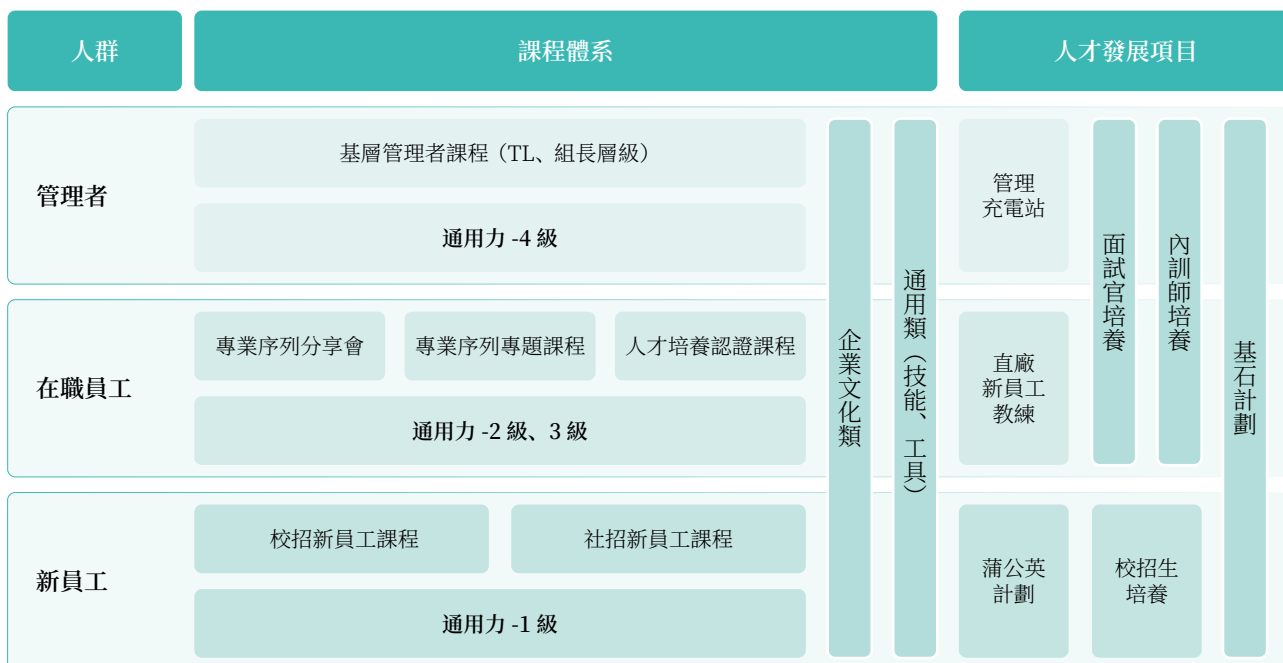 人群
課程體系
人才發展項目
管理者
基層管理者課程（TL、組長層級）
通用力 -4 級
企業文化類
通用類（技能、工具）
管理
充電站
面試官培養
內訓師培養
基石計劃
在職員工
專業序列分享會
專業序列專題課程
人才培養認證課程
通用力 -2 級、3 級
直廠
新員工
教練
新員工
校招新員工課程
社招新員工課程
通用力 -1 級
蒲公英
計劃
校招生
培養